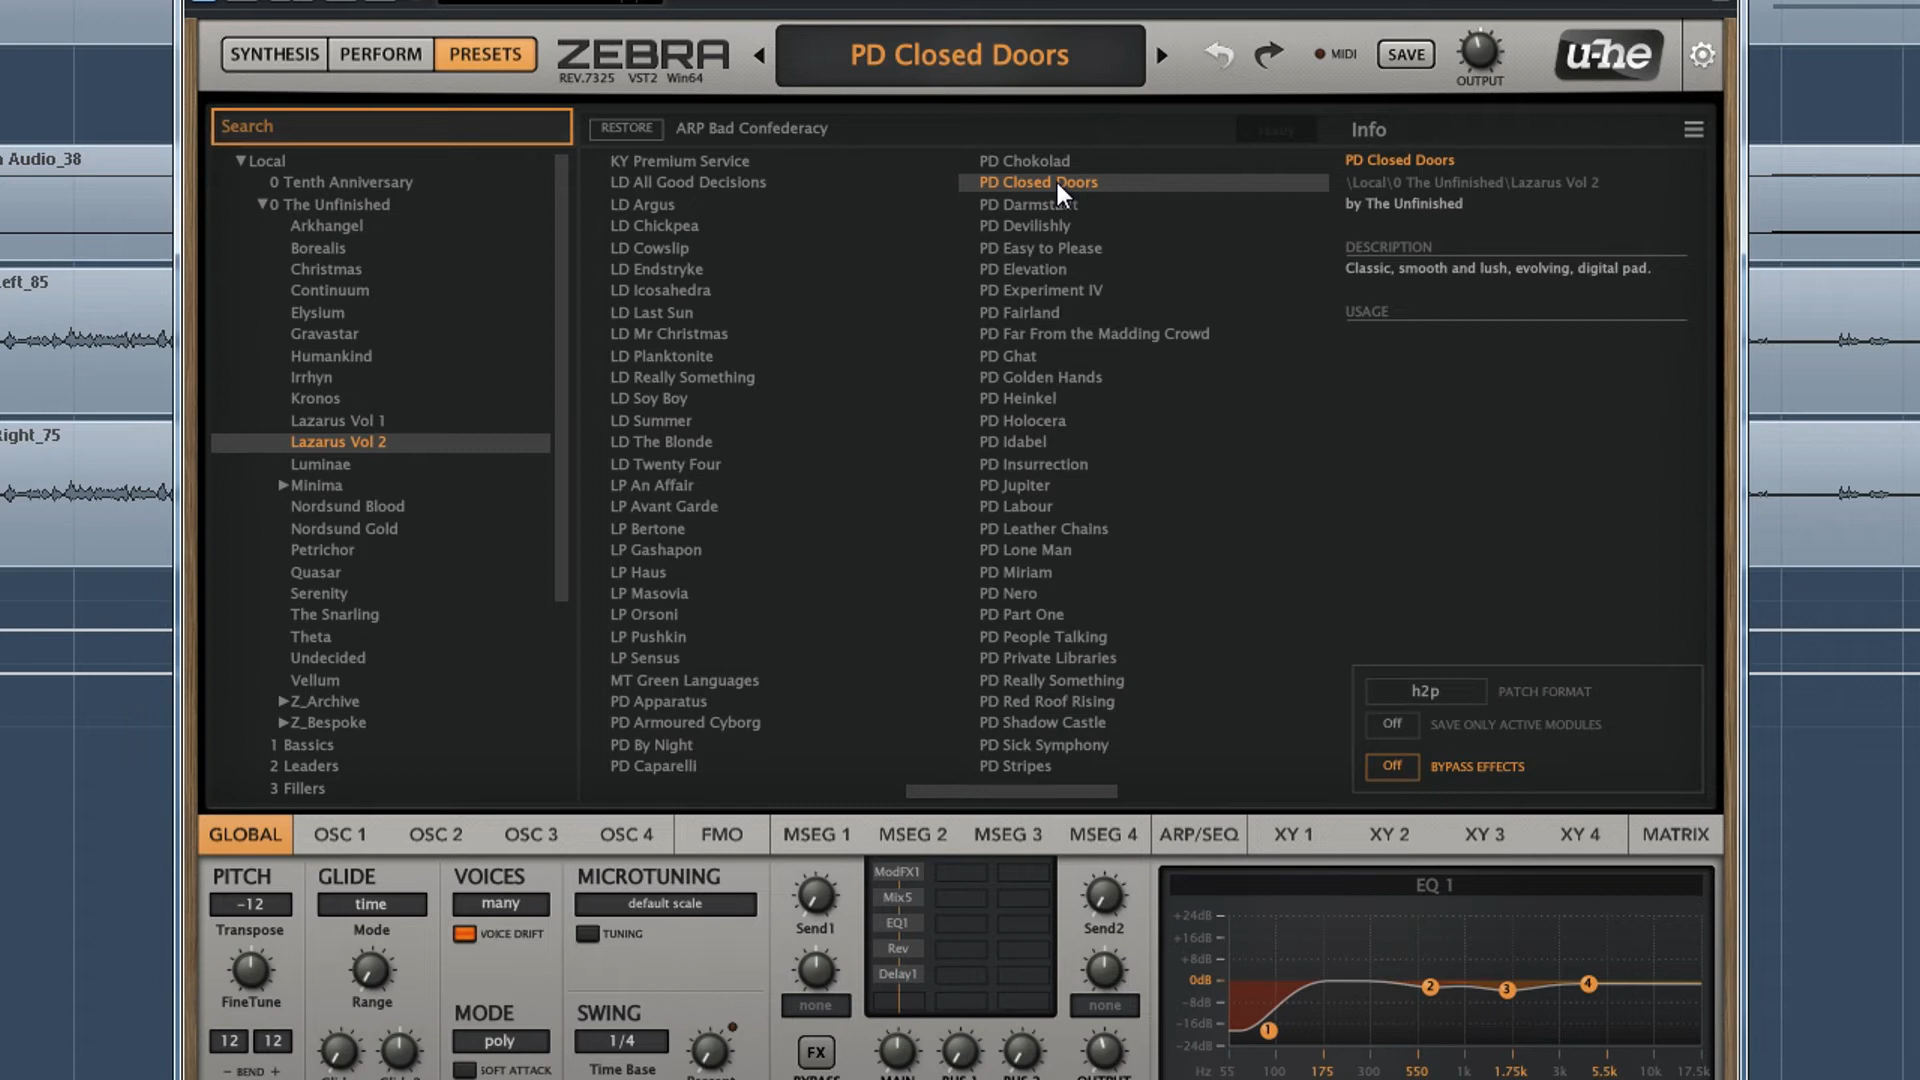 SYNTHESIS PERFORM PRESETS ZEBRA PD Closed Doors MIDI SAVE u-he
REV.7325 VST2 Win64
OUTPUT
Search
RESTORE ARP Bad Confederacy
Info
Local
0 Tenth Anniversary
0 The Unfinished
Arkhangel
Borealis
Christmas
Continuum
Elysium
Gravastar
Humankind
Irrhyn
Kronos
Lazarus Vol 1
Lazarus Vol 2
Luminae
Minima
Nordsund Blood
Nordsund Gold
Petrichor
Quasar
Serenity
The Snarling
Theta
Undecided
Vellum
Z_Archive
Z_Bespoke
1 Bassics
2 Leaders
3 Fillers
KY Premium Service
LD All Good Decisions
LD Argus
LD Chickpea
LD Cowslip
LD Endstryke
LD Icosahedra
LD Last Sun
LD Mr Christmas
LD Planktonite
LD Really Something
LD Soy Boy
LD Summer
LD The Blonde
LD Twenty Four
LP An Affair
LP Avant Garde
LP Bertone
LP Gashapon
LP Haus
LP Masovia
LP Orsoni
LP Pushkin
LP Sensus
MT Green Languages
PD Apparatus
PD Armoured Cyborg
PD By Night
PD Caparelli
PD Chokolad
PD Closed Doors
PD
PD Devilishly
PD Easy to Please
PD Elevation
PD Experiment IV
PD Fairland
PD Far From the Madding Crowd
PD Ghat
PD Golden Hands
PD Heinkel
PD Holocera
PD Idabel
PD Insurrection
PD Jupiter
PD Labour
PD Leather Chains
PD Lone Man
PD Miriam
PD Nero
PD Part One
PD People Talking
PD Private Libraries
PD Really Something
PD Red Roof Rising
PD Shadow Castle
PD Sick Symphony
PD Stripes
PD Closed Doors
\Local\0 The Unfinished\Lazarus Vol 2
by The Unfinished
DESCRIPTION
Classic, smooth and lush, evolving, digital pad.
USAGE
h2p PATCH FORMAT
Off SAVE ONLY ACTIVE MODULES
Off BYPASS EFFECTS
Audio_38
eft_85
ight_75
GLOBAL OSC 1 OSC 2 OSC 3 OSC 4 FMO MSEG 1 MSEG 2 MSEG 3 MSEG 4 ARP/SEQ XY 1 XY 2 XY 3 XY 4 MATRIX
PITCH
-12
Transpose
FineTune
12 12
- BEND +
GLIDE
time
Mode
Range
VOICES
many
VOICE DRIFT
MODE
poly
SOFT ATTACK
MICROTUNING
default scale
TUNING
SWING
1/4
Time Base
Send1
none
FX
BYPASS
ModFX1
Mix5
EQ1
Rev
Delay1
MAIN BUS 1 BUS 2
Send2
none
OUTPUT
EQ 1
+24dB
+16dB
+8dB
0dB
-8dB
-16dB
-24dB
1
2
3
4
Hz 55 100 175 300 550 1k 1.75k 3k 5.5k 10k 17.5k